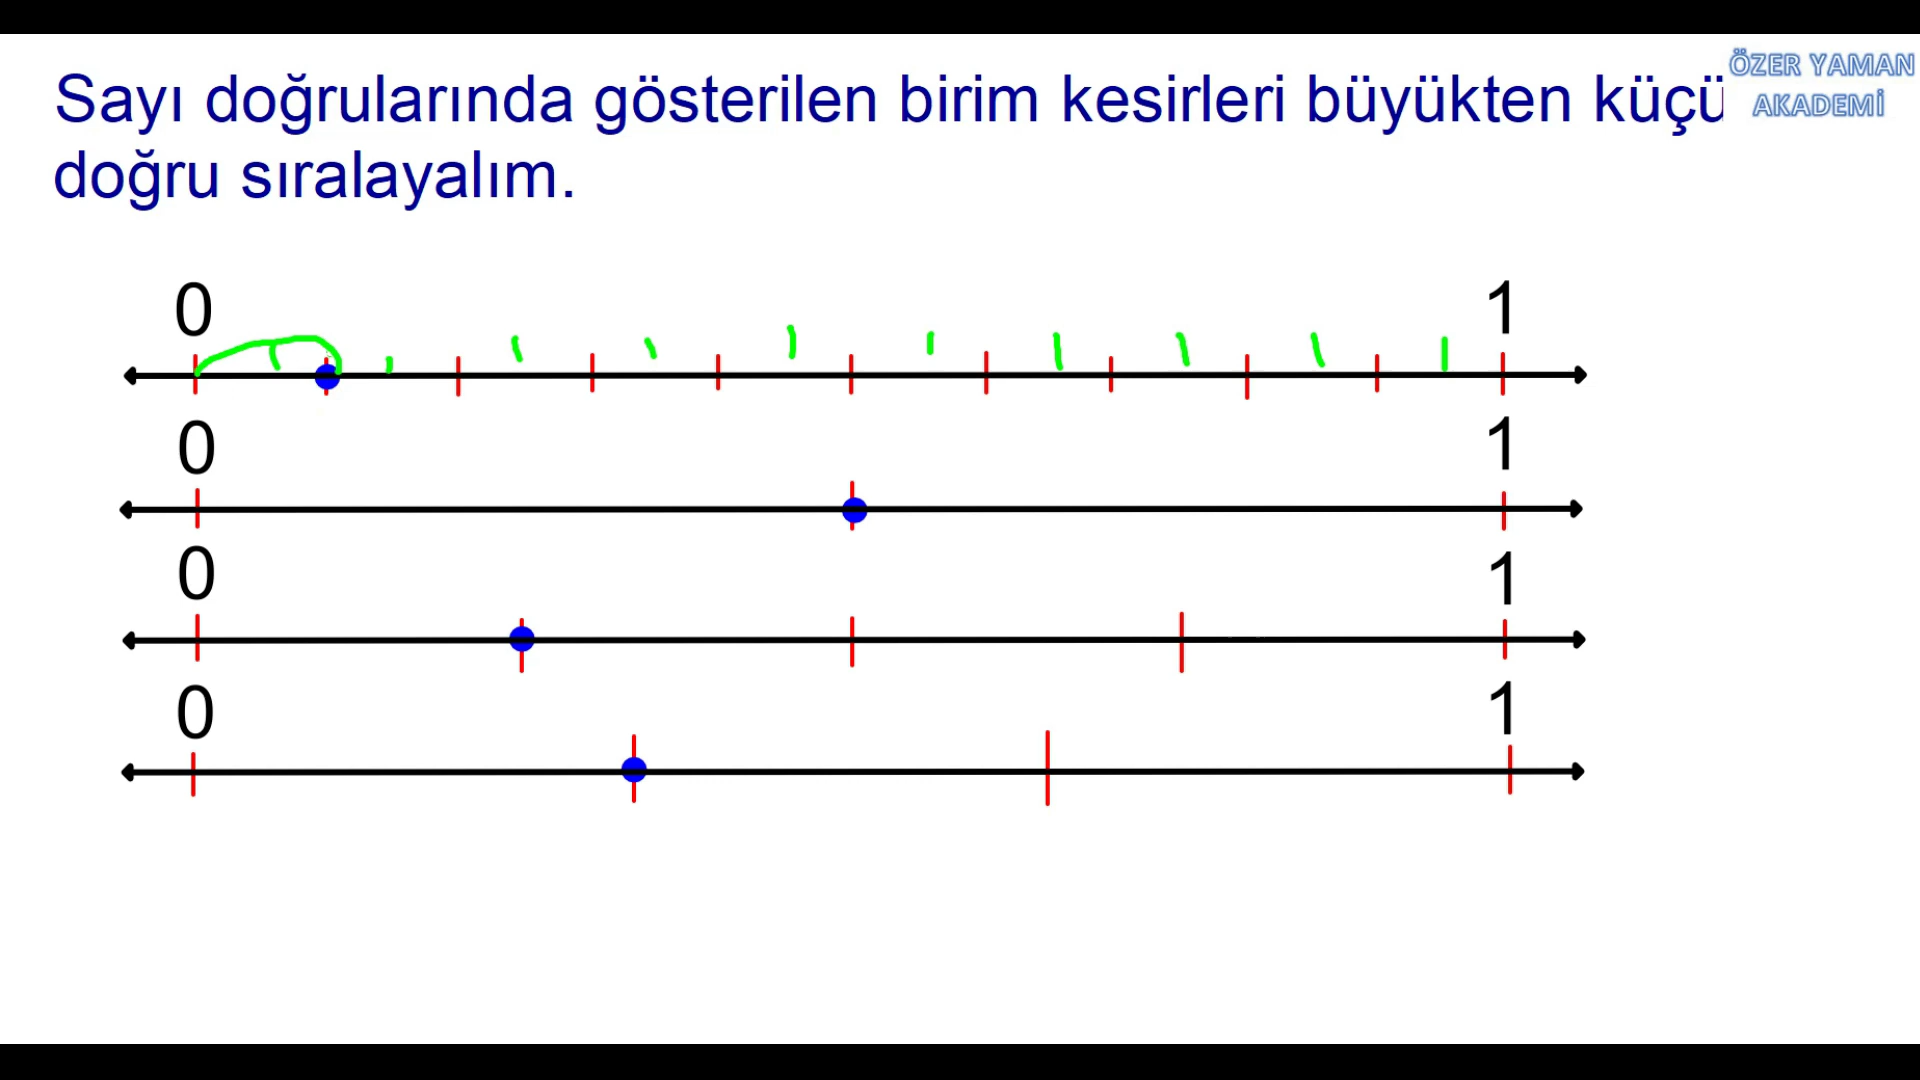 Sayı doğrularında gösterilen birim kesirleri büyükten küçü
doğru sıralayalım.
ÖZER YAMAN
AKADEMİ
0 1
0 1
0 1
0 1